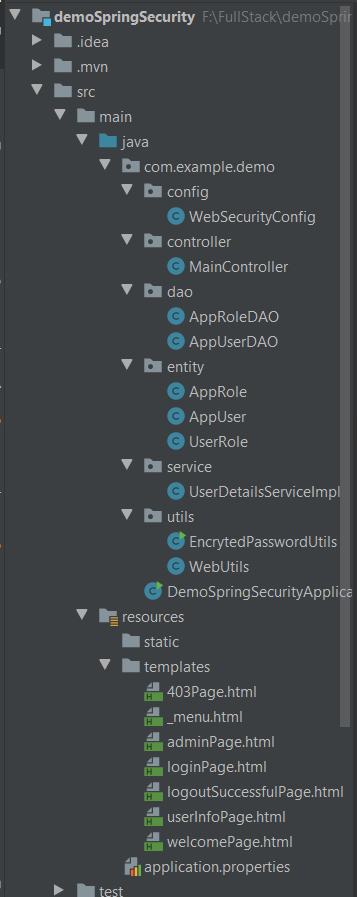 demoSpringSecurity F:\FullStack\demoSprin
.idea
.mvn
src
main
java
com.example.demo
config
WebSecurityConfig
controller
MainController
dao
AppRoleDAO
AppUserDAO
entity
AppRole
AppUser
UserRole
service
UserDetailsServiceImpl
utils
EncrytedPasswordUtils
WebUtils
DemoSpringSecurityApplica
resources
static
templates
403Page.html
_menu.html
adminPage.html
loginPage.html
logoutSuccessfulPage.html
userInfoPage.html
welcomePage.html
application.properties
test